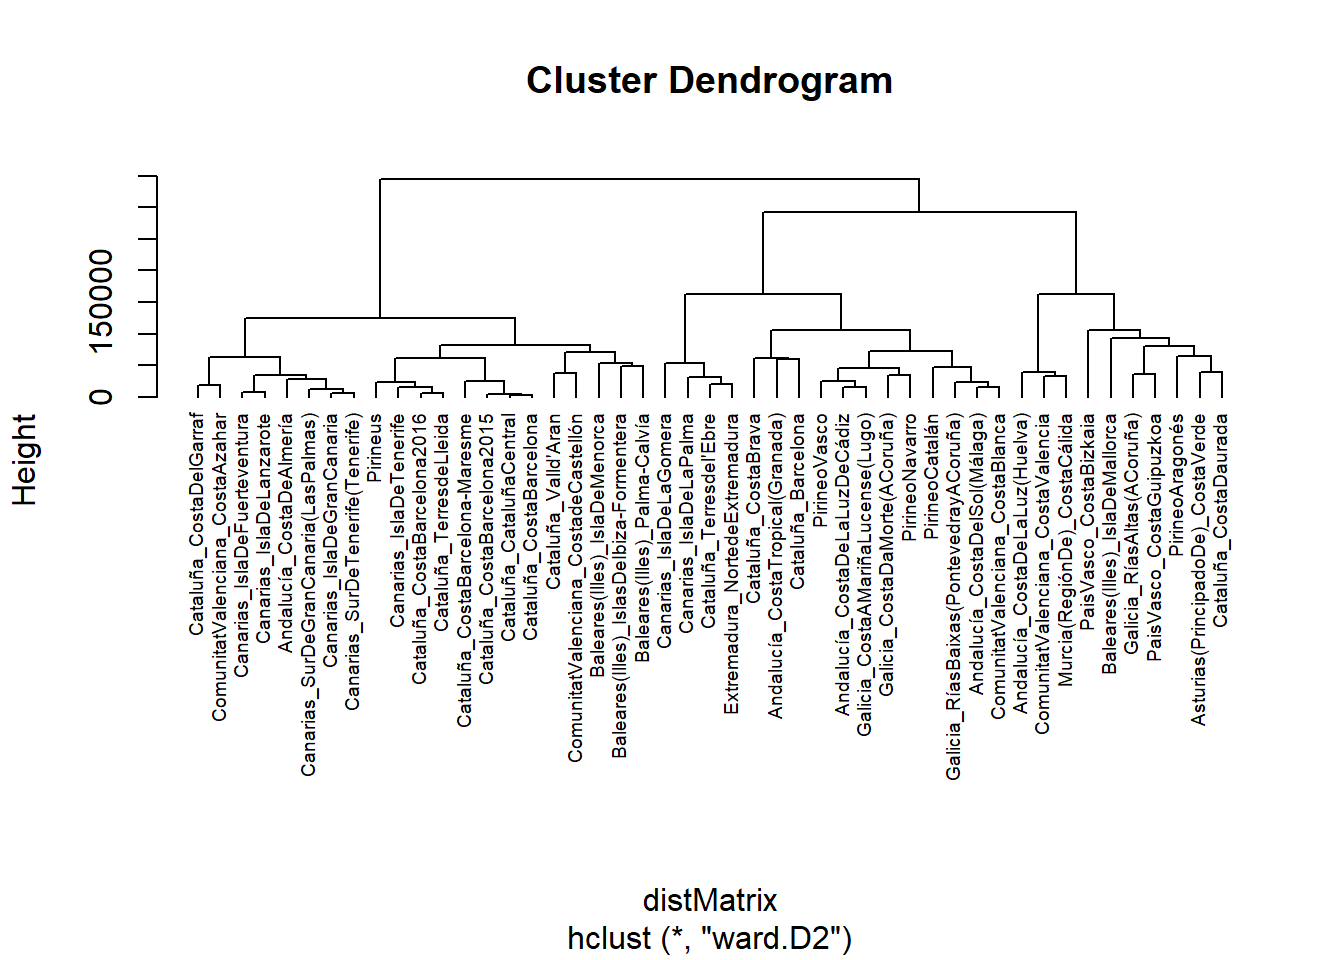 Cluster Dendrogram
Height
0
150000
Cataluña_CostaDelGarraf
ComunitatValenciana_CostaAzahar
Canarias_IslaDeFuerteventura
Canarias_IslaDeLanzarote
Andalucía_CostaDeAlmería
Canarias_SurDeGranCanaria(LasPalmas)
Canarias_IslaDeGranCanaria
Canarias_SurDeTenerife(Tenerife)
Pirineus
Canarias_IslaDeTenerife
Cataluña_CostaBarcelona2016
Cataluña_TerresdeLleida
Cataluña_CostaBarcelona-Maresme
Cataluña_CostaBarcelona2015
Cataluña_CataluñaCentral
Cataluña_CostaBarcelona
Cataluña_Valld'Aran
ComunitatValenciana_CostadeCastellón
Baleares(Illes)_IslaDeMenorca
Baleares(Illes)_IslasDeIbiza-Formentera
Baleares(Illes)_Palma-Calvía
Canarias_IslaDeLaGomera
Canarias_IslaDeLaPalma
Cataluña_Terresdel'Ebre
Extremadura_NortedeExtremadura
Cataluña_CostaBrava
Andalucía_CostaTropical(Granada)
Cataluña_Barcelona
PirineoVasco
Andalucía_CostaDeLaLuzDeCádiz
Galicia_CostaAMariñaLucense(Lugo)
Galicia_CostaDaMorte(ACoruña)
PirineoNavarro
PirineoCatalán
Galicia_RíasBaixas(PontevedrayACoruña)
Andalucía_CostaDelSol(Málaga)
ComunitatValenciana_CostaBlanca
Andalucía_CostaDeLaLuz(Huelva)
ComunitatValenciana_CostaValencia
Murcia(RegiónDe)_CostaCálida
PaisVasco_CostaBizkaia
Baleares(Illes)_IslaDeMallorca
Galicia_RíasAltas(ACoruña)
PaisVasco_CostaGuipuzkoa
PirineoAragonés
Asturias(PrincipadoDe)_CostaVerde
Cataluña_CostaDaurada
distMatrix
hclust (*, "ward.D2")